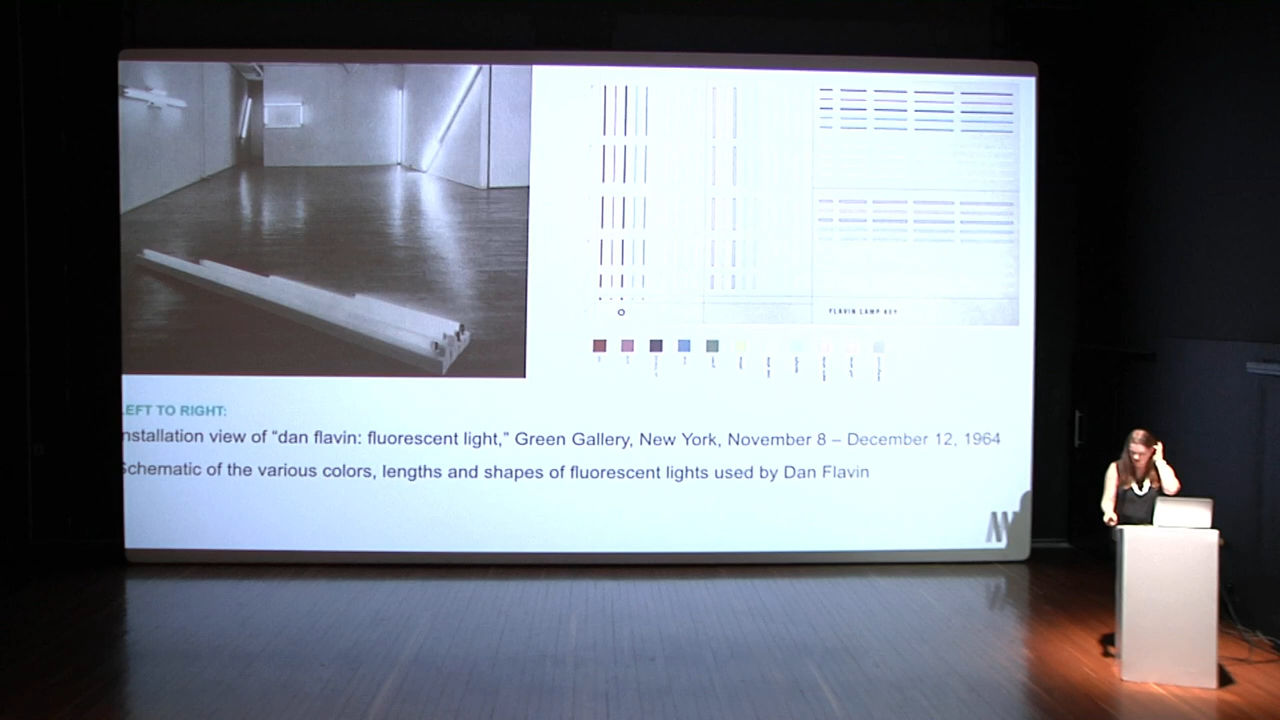 FLAVIN LAMP KEY
EFT TO RIGHT:
nstallation view of “dan flavin: fluorescent light,” Green Gallery, New York, November 8 – December 12, 1964
Schematic of the various colors, lengths and shapes of fluorescent lights used by Dan Flavin